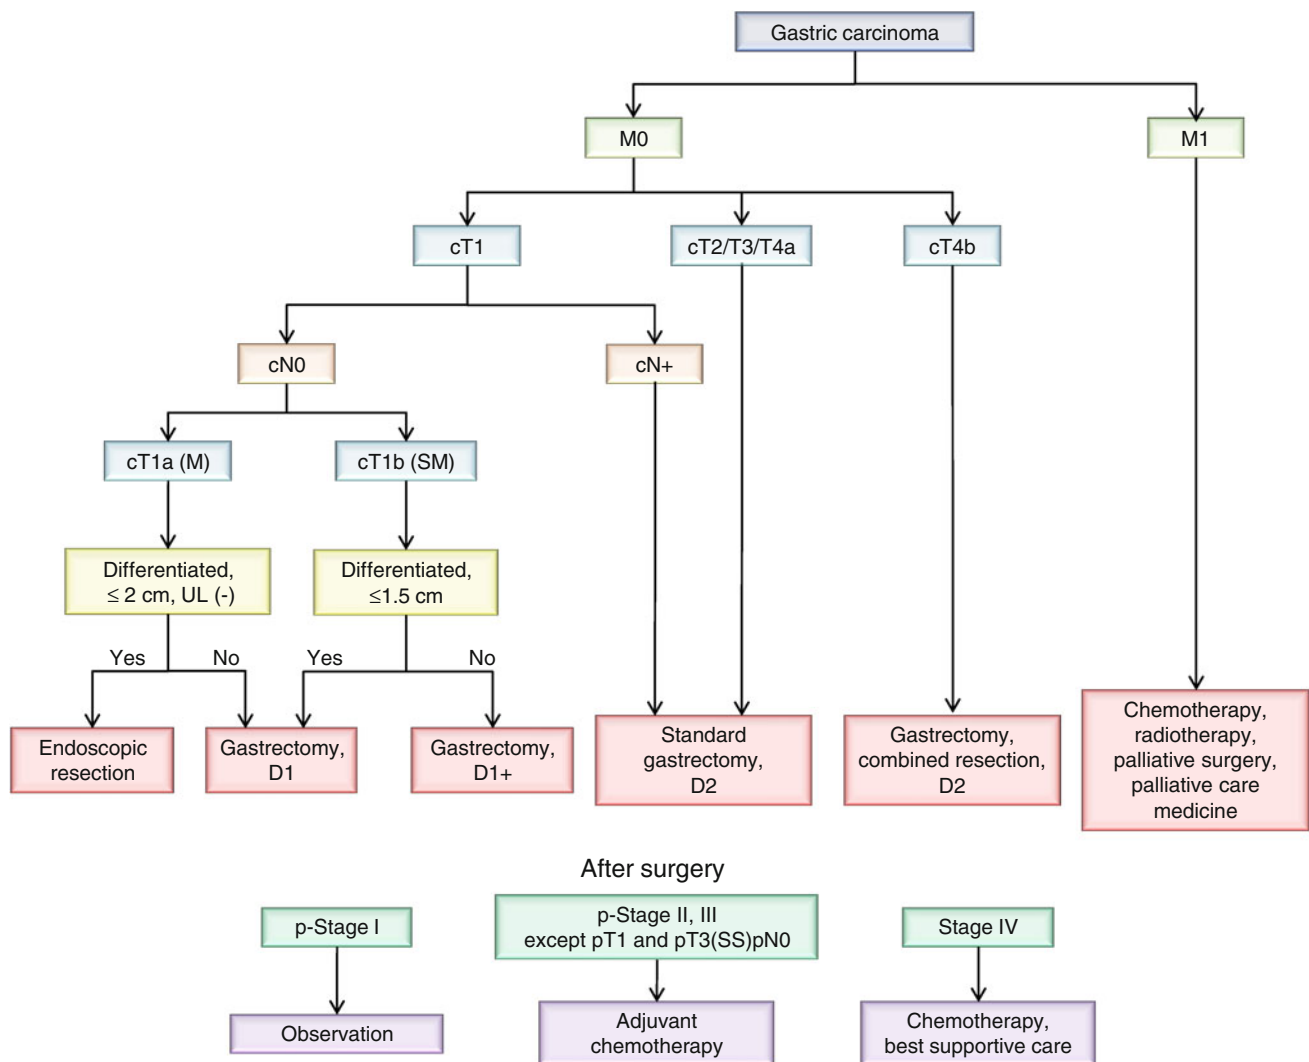 Gastric carcinoma
M0
M1
cT1
cT2/T3/T4a
cT4b
cN0
cN+
cT1a (M)
cT1b (SM)
Differentiated,
≤ 2 cm, UL (-)
Differentiated,
≤1.5 cm
Yes
No
Yes
No
Endoscopic
resection
Gastrectomy,
D1
Gastrectomy,
D1+
Standard
gastrectomy,
D2
Gastrectomy,
combined resection,
D2
Chemotherapy,
radiotherapy,
palliative surgery,
palliative care
medicine
After surgery
p-Stage I
p-Stage II, III
except pT1 and pT3(SS)pN0
Stage IV
Observation
Adjuvant
chemotherapy
Chemotherapy,
best supportive care